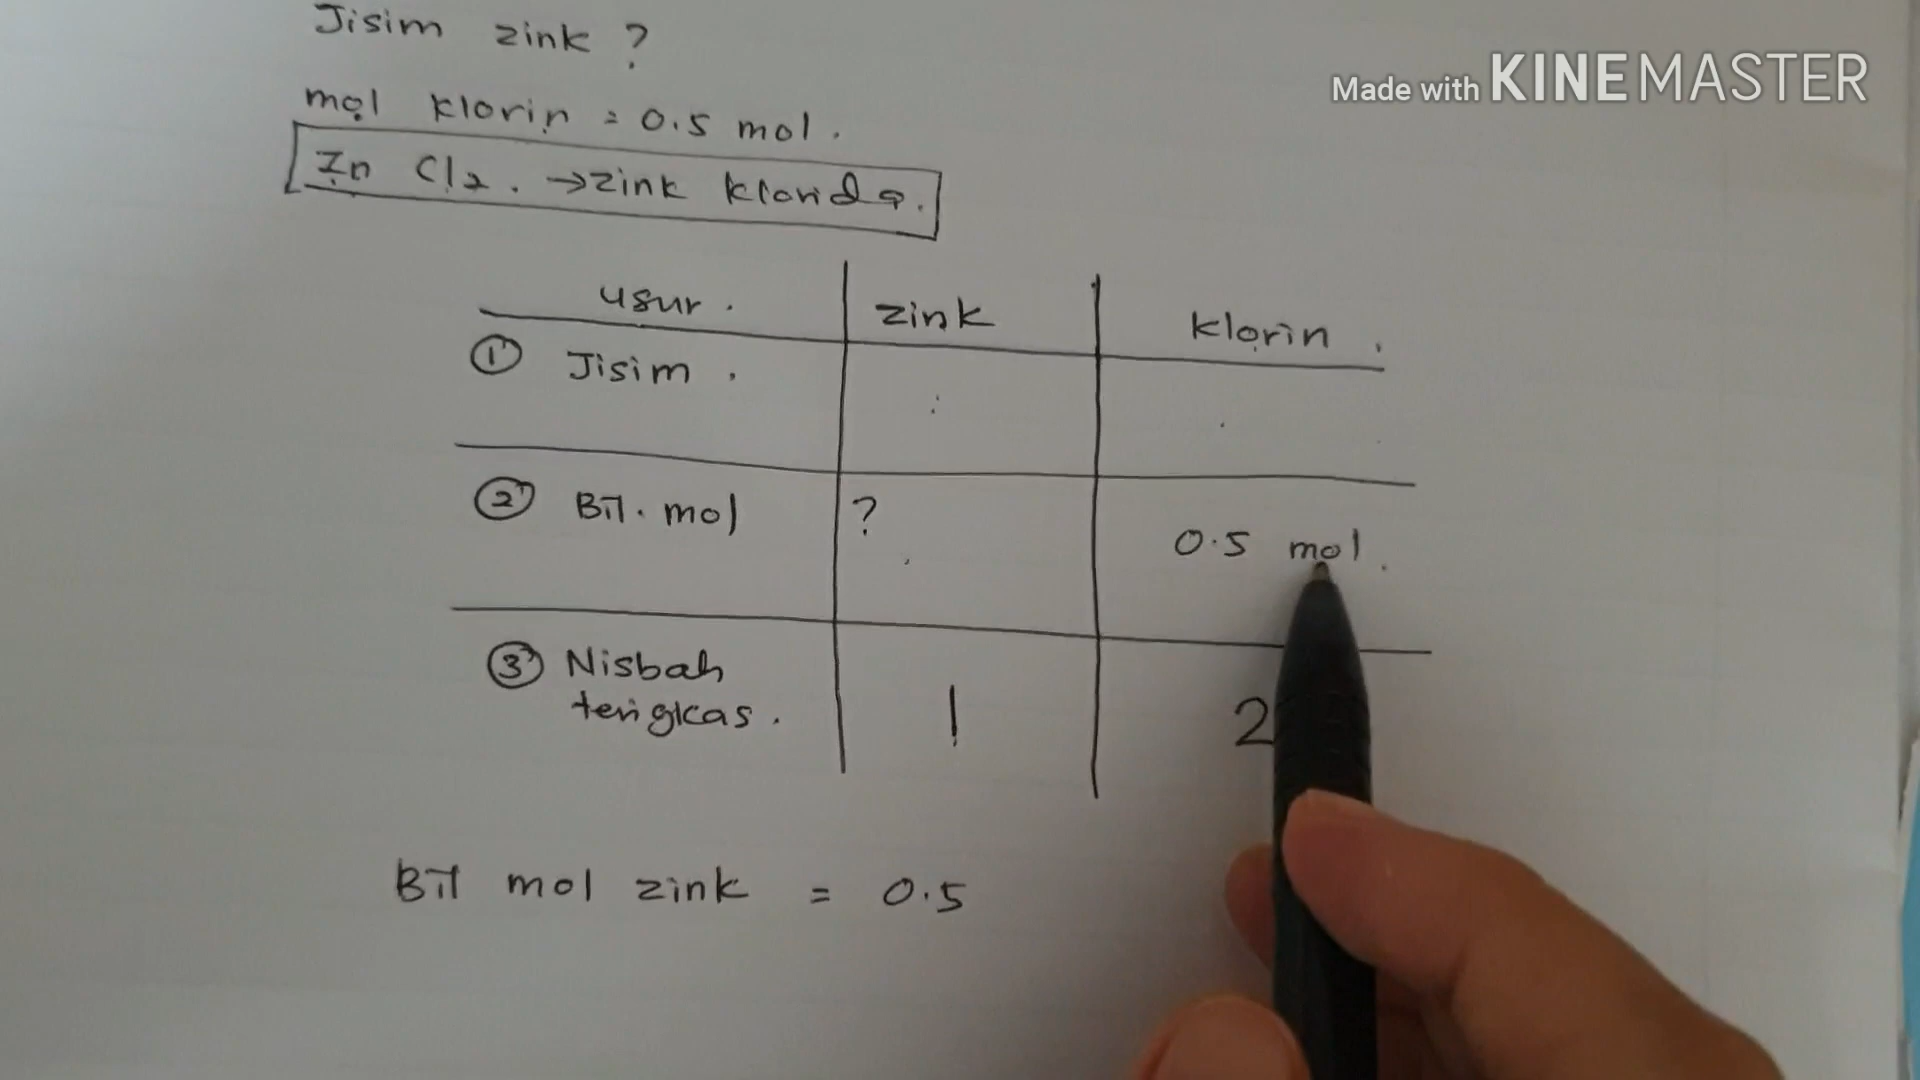 Jisim zink ?
Made with KINEMASTER
mol klorin = 0.5 mol.
Zn Cl2. → zink klorida.
usur. zink klorin.
① Jisim.
② Bil. mol ? 0.5 mol.
③ Nisbah 1 2
teringkas.
Bil mol zink = 0.5